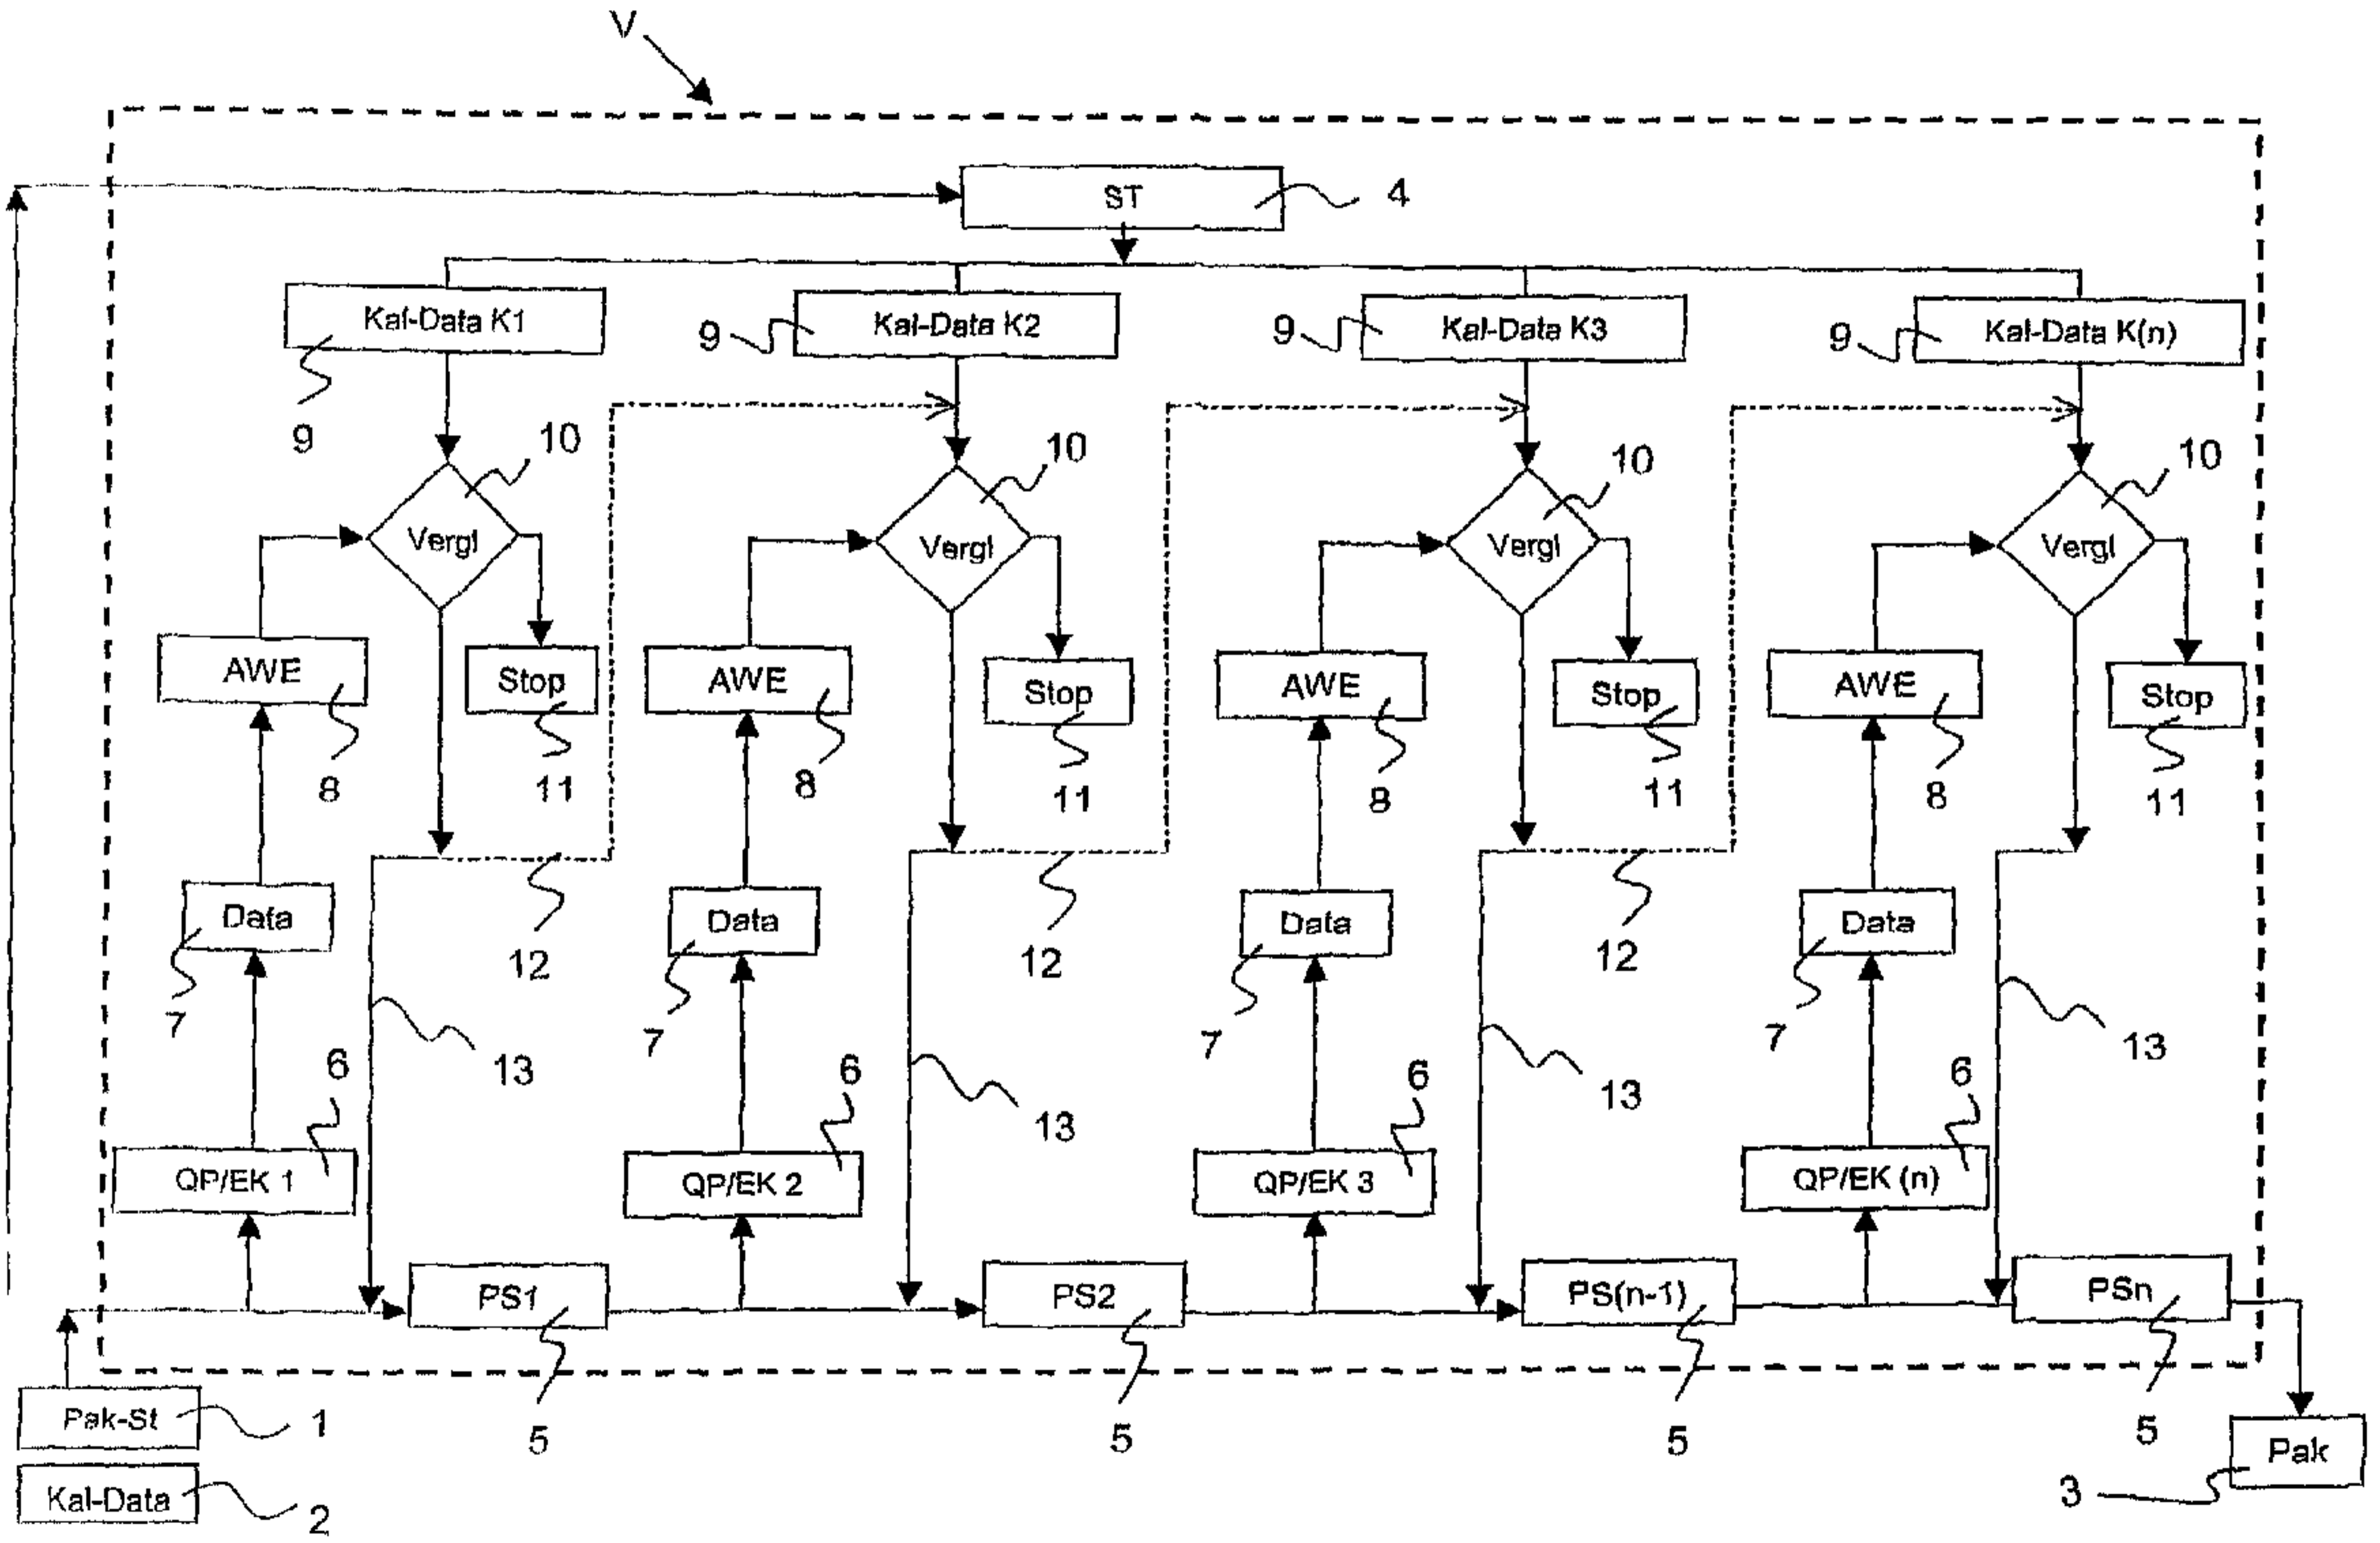 V
ST
4
Kal-Data K1
Kal-Data K2
Kal-Data K3
Kal-Data K(n)
9
9
9
9
10
10
10
10
Vergl
Vergl
Vergl
Vergl
AWE
Stop
AWE
Stop
AWE
Stop
AWE
Stop
8
11
8
11
8
11
8
11
Data
Data
Data
Data
12
12
12
7
7
7
7
13
13
13
13
6
6
6
6
QP/EK 1
QP/EK 2
QP/EK 3
QP/EK (n)
PS1
PS2
PS(n-1)
PSn
5
5
5
5
Pak-St
1
Kal-Data
2
Pak
3